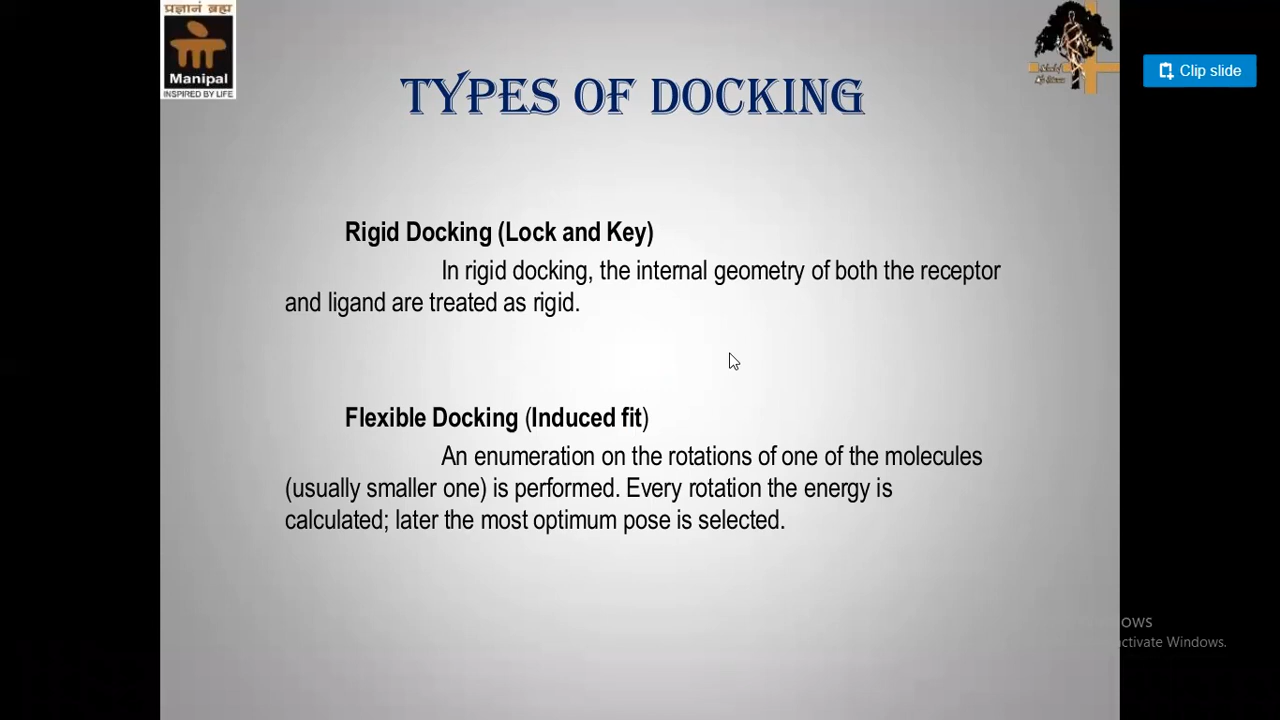 प्रज्ञानं ब्रह्म
Manipal
INSPIRED BY LIFE
Clip slide
TYPES OF DOCKING
Rigid Docking (Lock and Key)
In rigid docking, the internal geometry of both the receptor
and ligand are treated as rigid.
Flexible Docking (Induced fit)
An enumeration on the rotations of one of the molecules
(usually smaller one) is performed. Every rotation the energy is
calculated; later the most optimum pose is selected.
ows
activate Windows.